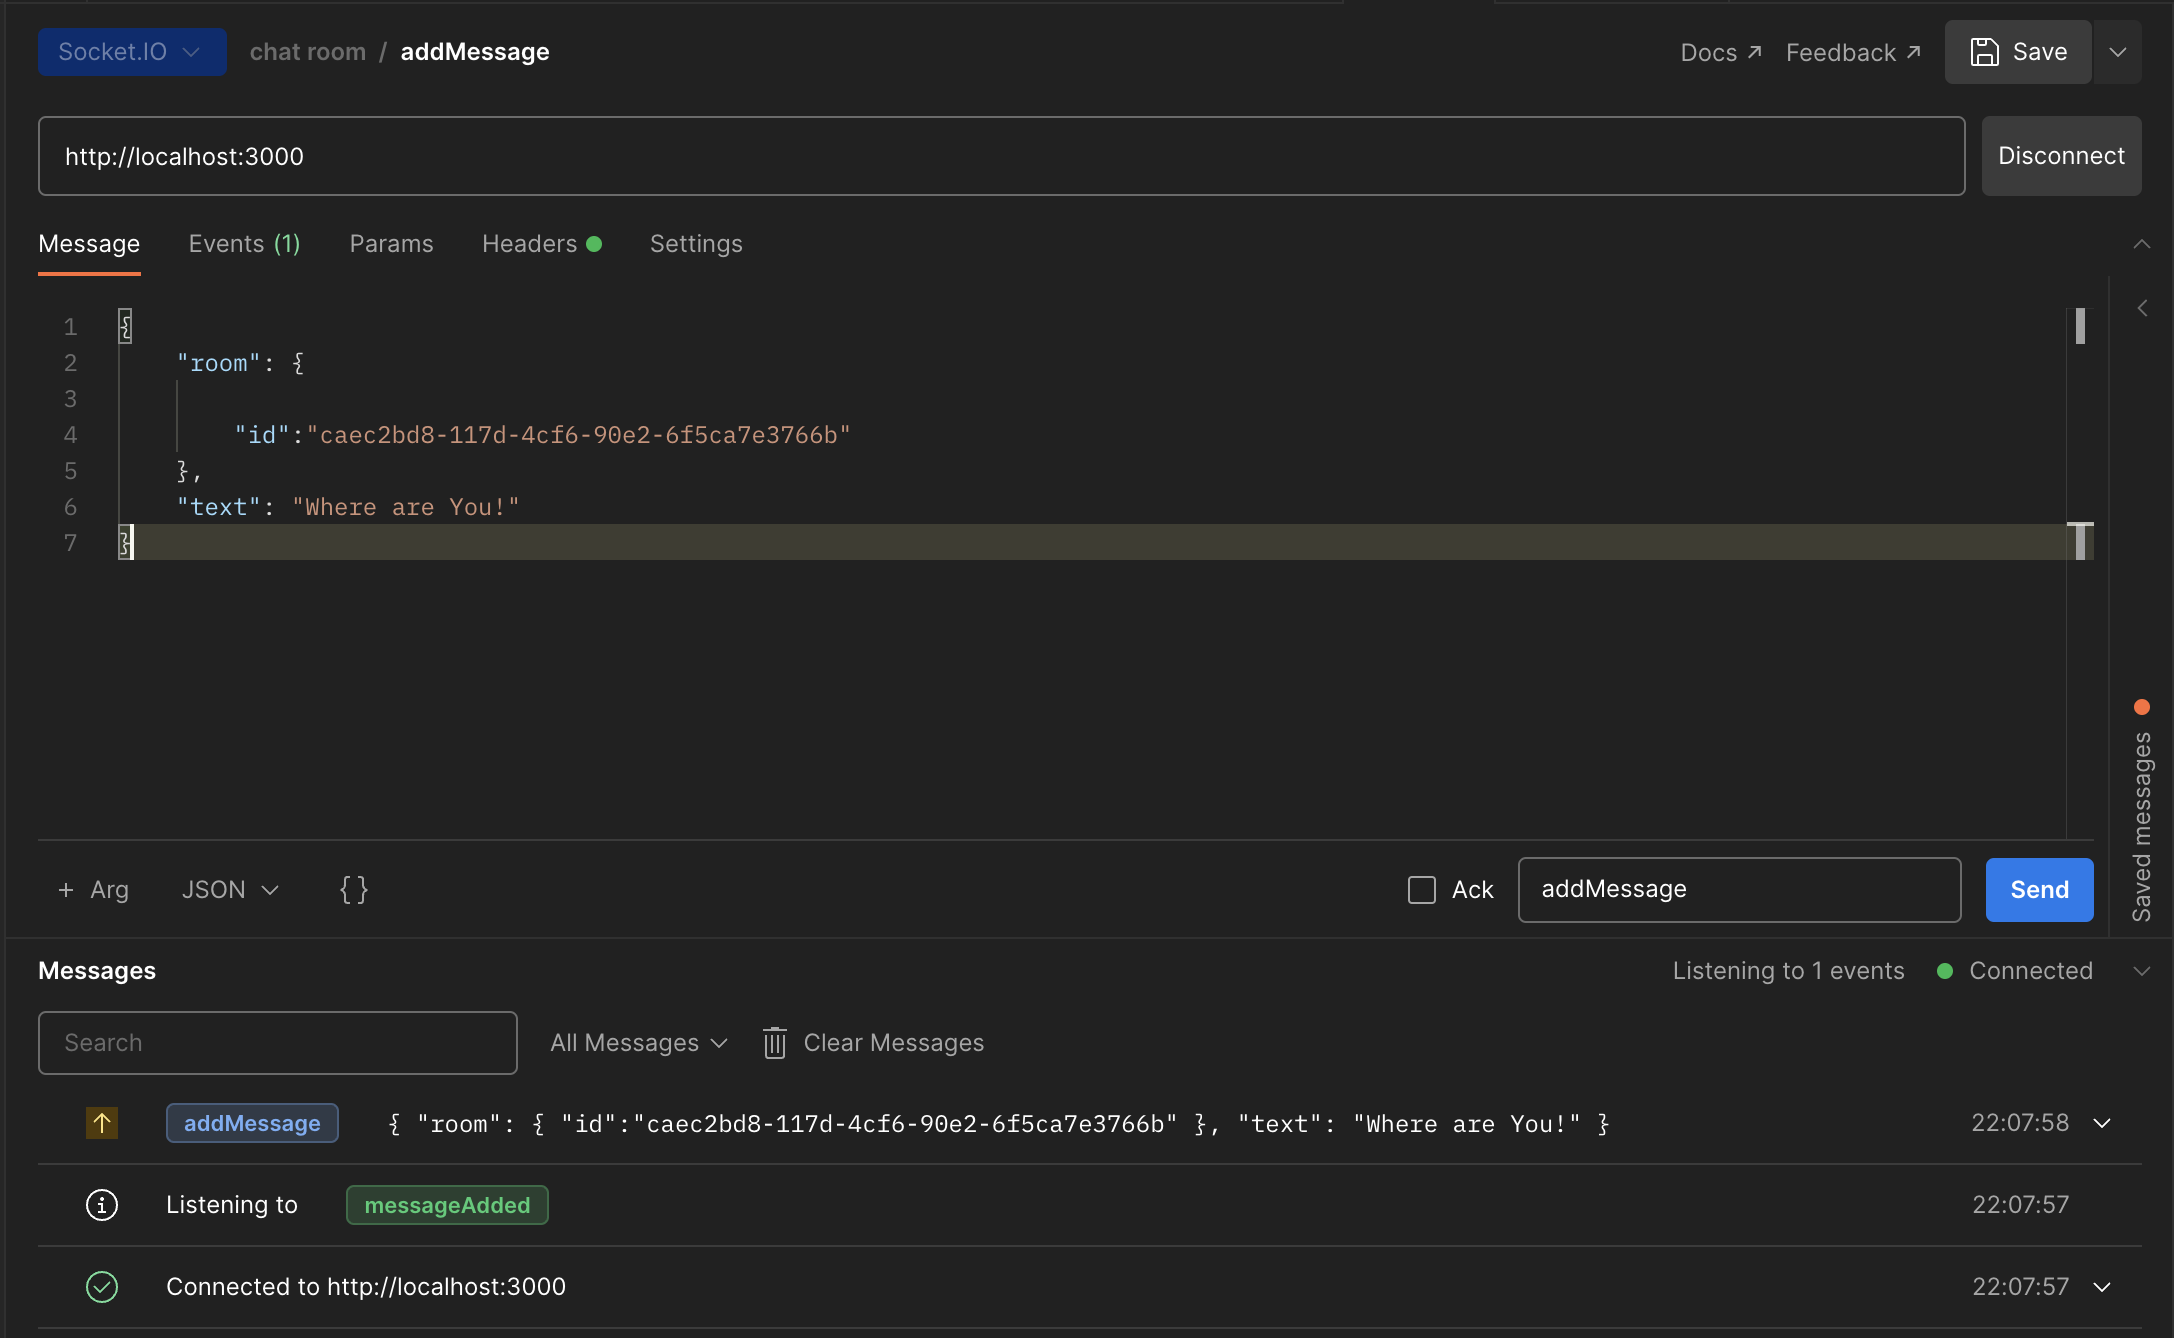 Socket.IO chat room / addMessage Docs ↗ Feedback ↗ Save
http://localhost:3000 Disconnect
Message Events (1) Params Headers Settings
1 {
2 "room": {
3
4 "id":"caec2bd8-117d-4cf6-90e2-6f5ca7e3766b"
5 },
6 "text": "Where are You!"
7 }
Saved messages
+ Arg JSON {} Ack addMessage Send
Messages Listening to 1 events Connected
Search All Messages Clear Messages
addMessage { "room": { "id":"caec2bd8-117d-4cf6-90e2-6f5ca7e3766b" }, "text": "Where are You!" } 22:07:58
Listening to messageAdded 22:07:57
Connected to http://localhost:3000 22:07:57